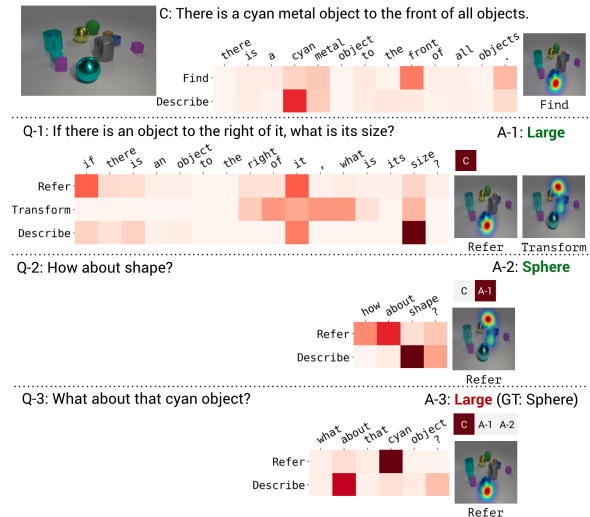 C: There is a cyan metal object to the front of all objects.
there is a cyan metal object to the front of all objects .
Find
Describe
Find
Q-1: If there is an object to the right of it, what is its size?
A-1: Large
if there is an object to the right of it , what is its size ?
C
Refer
Transform
Describe
Refer Transform
Q-2: How about shape?
A-2: Sphere
C A-1
how about shape ?
Refer
Describe
Refer
Q-3: What about that cyan object?
A-3: Large (GT: Sphere)
C A-1 A-2
what about that cyan object ?
Refer
Describe
Refer